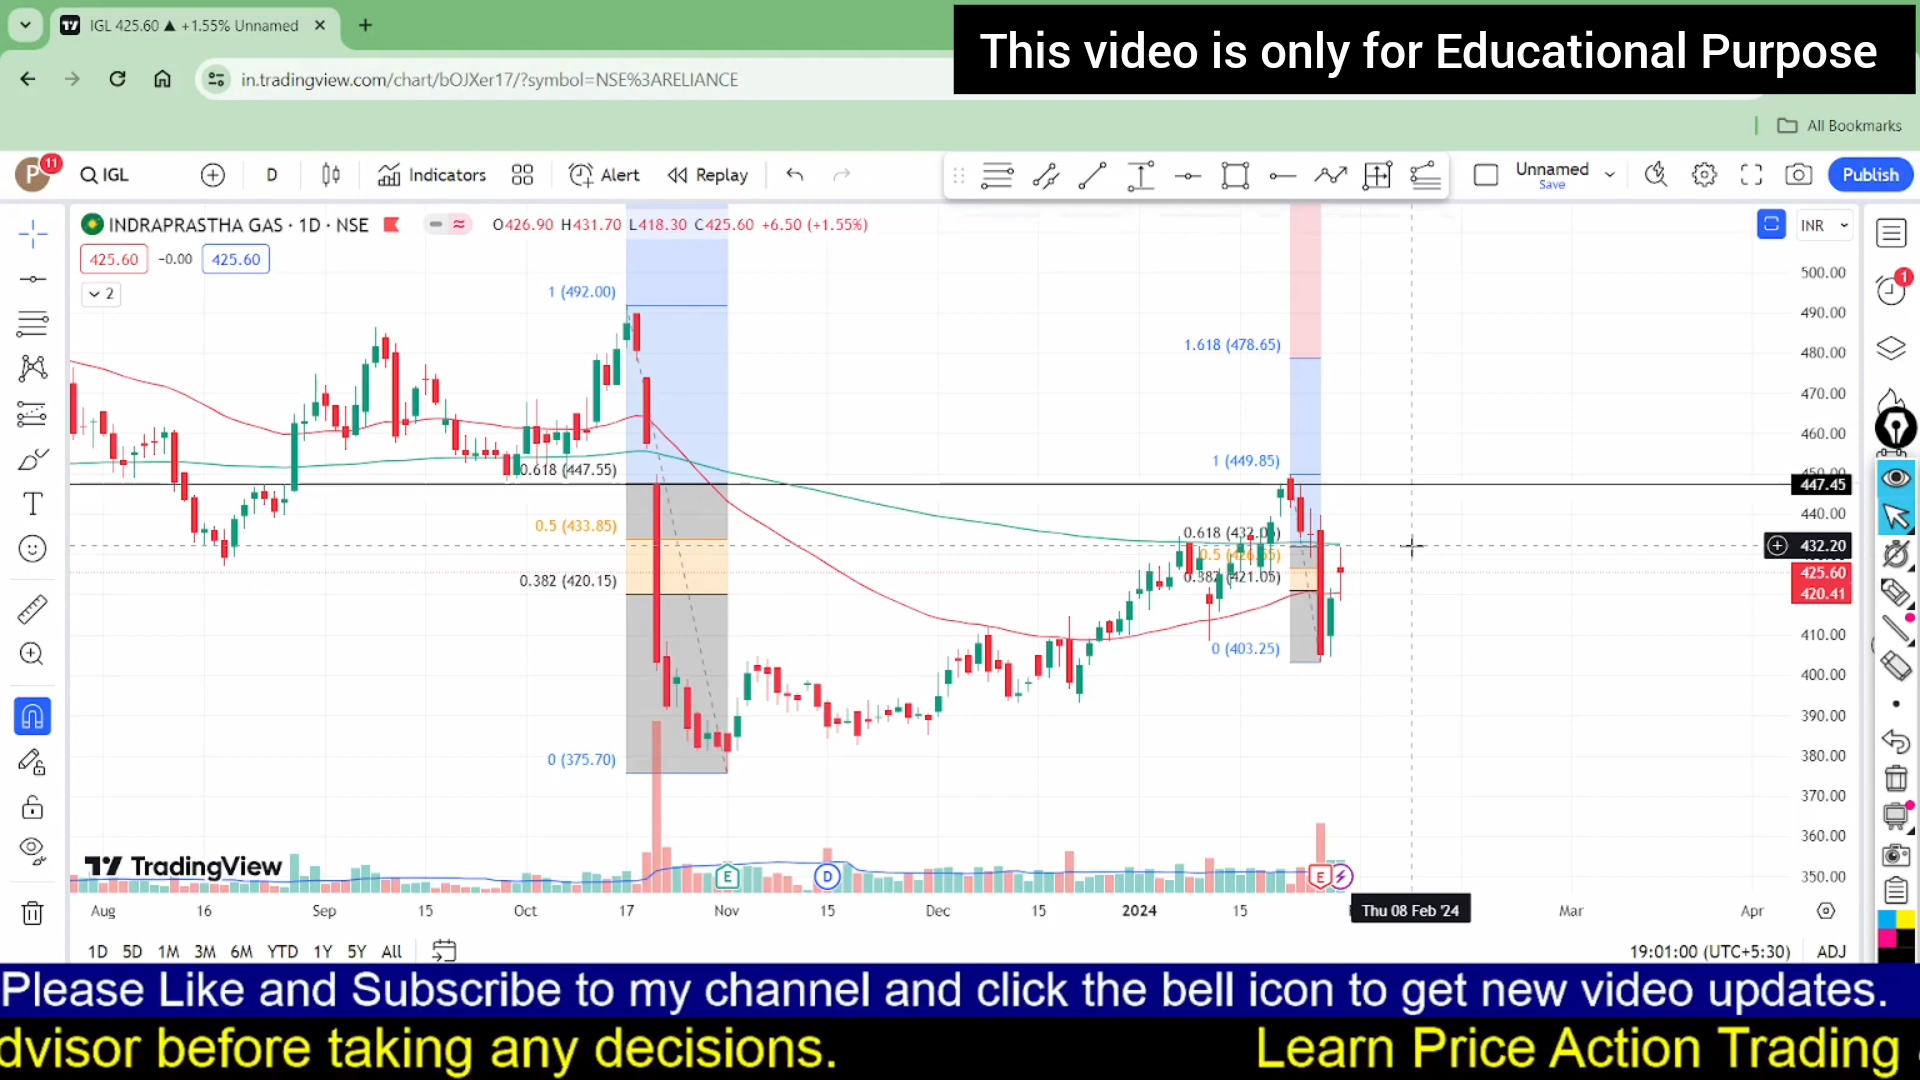 IGL 425.60 ▲ +1.55% Unnamed
This video is only for Educational Purpose
in.tradingview.com/chart/bOJXer17/?symbol=NSE%3ARELIANCE
All Bookmarks
P 11 IGL D Indicators Alert Replay Unnamed Save Publish
INDRAPRASTHA GAS · 1D · NSE O426.90 H431.70 L418.30 C425.60 +6.50 (+1.55%) INR
425.60 -0.00 425.60
2
1 (492.00)
0.618 (447.55)
0.5 (433.85)
0.382 (420.15)
0 (375.70)
1.618 (478.65)
1 (449.85)
0.5 (426.55)
0.382 (421.05)
0 (403.25)
500.00
490.00
480.00
470.00
460.00
450.00
447.45
440.00
432.20
425.60
420.41
410.00
400.00
390.00
380.00
370.00
360.00
350.00
1
TradingView
E D E
Aug 16 Sep 15 Oct 17 Nov 15 Dec 15 2024 15 Thu 08 Feb '24 Mar Apr
1D 5D 1M 3M 6M YTD 1Y 5Y All 19:01:00 (UTC+5:30) ADJ
Please Like and Subscribe to my channel and click the bell icon to get new video updates.
dvisor before taking any decisions. Learn Price Action Trading